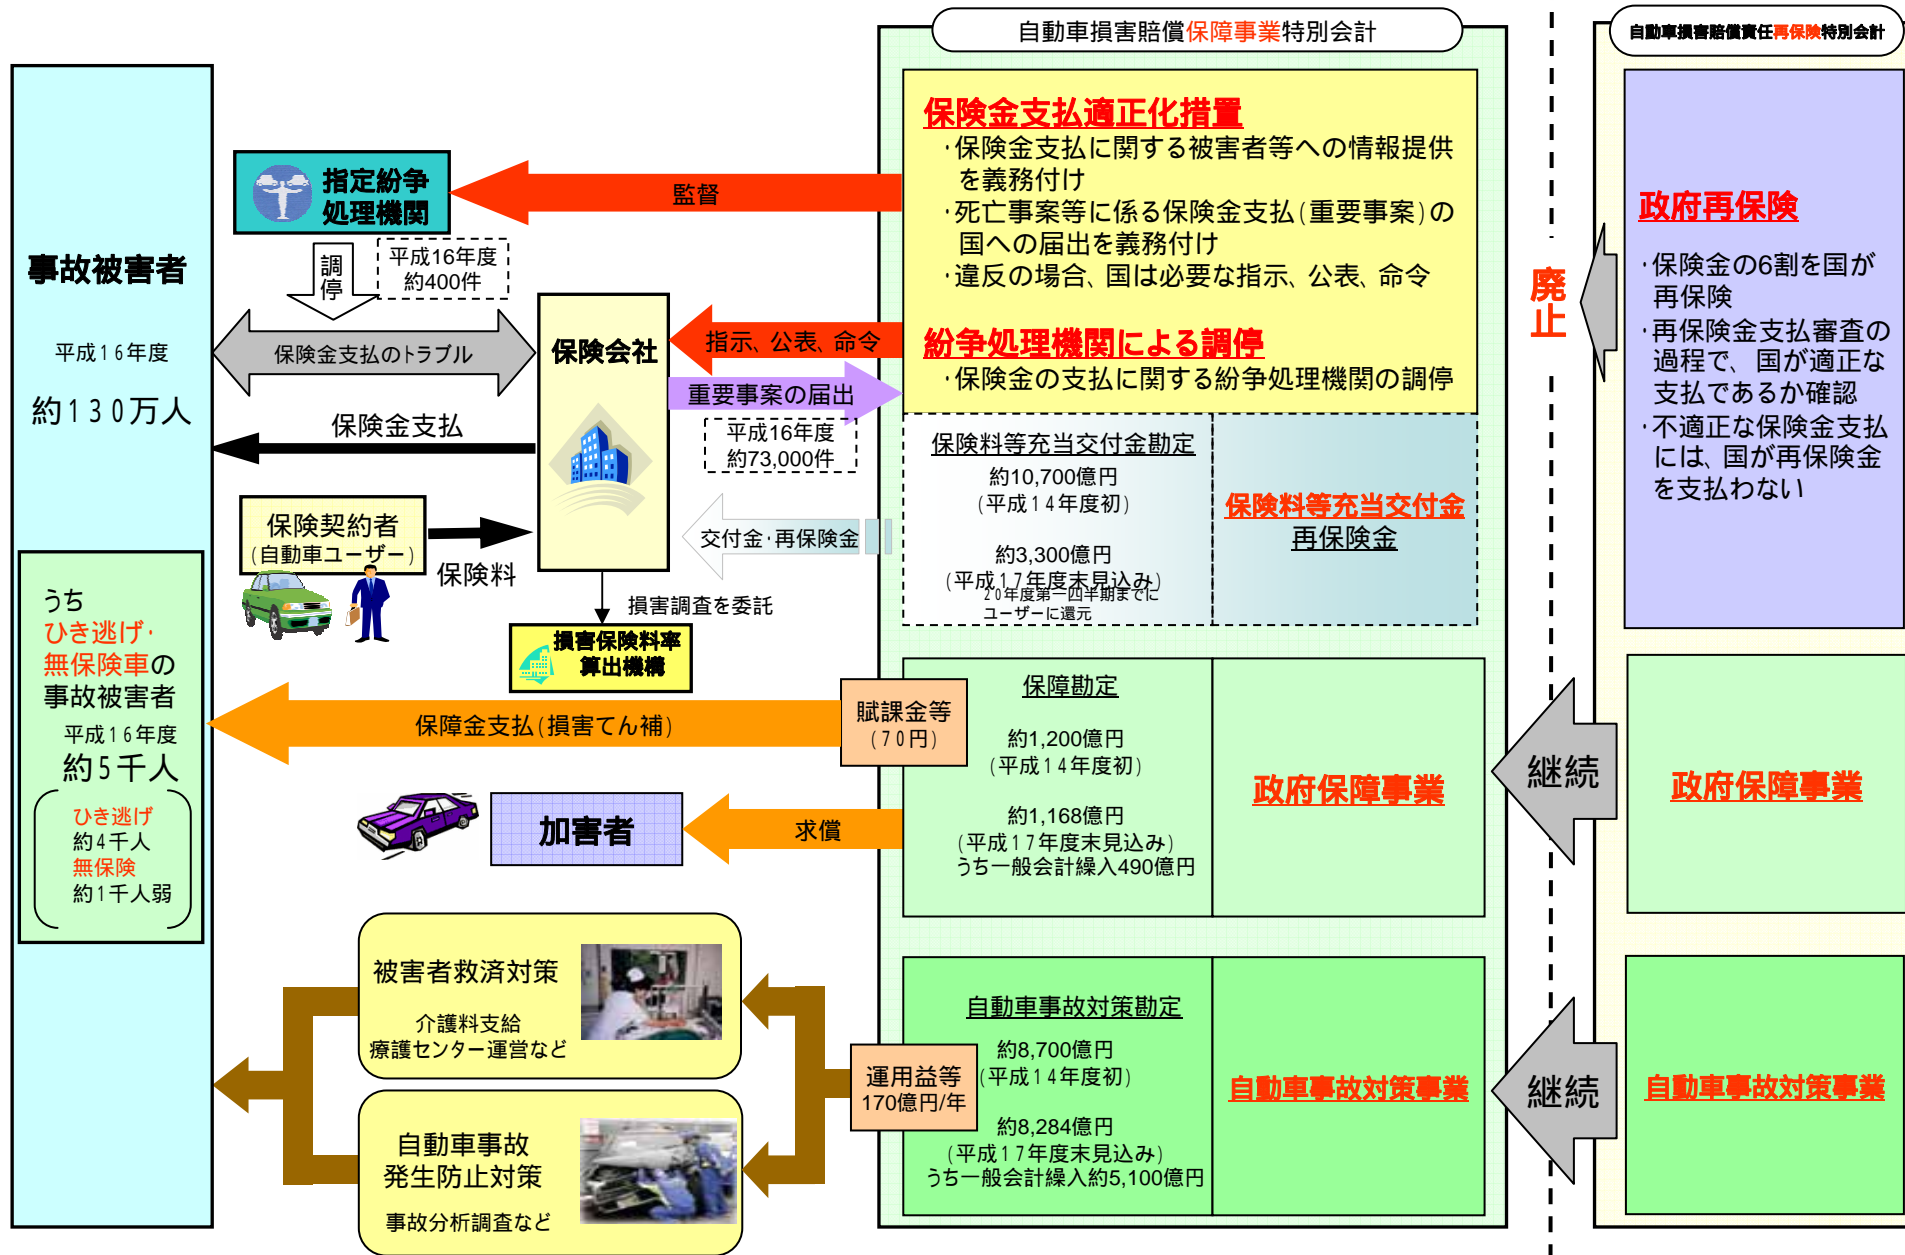 自動車損害賠償保障事業特別会計
自動車損害賠償責任再保険特別会計
事故被害者
平成16年度
約130万人
うち
ひき逃げ・
無保険車の
事故被害者
平成16年度
約5千人
ひき逃げ
約4千人
無保険
約1千人弱
指定紛争
処理機関
監督
調
停
平成16年度
約400件
保険金支払のトラブル
保険会社
指示、公表、命令
重要事案の届出
平成16年度
約73,000件
保険金支払
保険契約者
(自動車ユーザー)
保険料
交付金・再保険金
損害調査を委託
損害保険料率
算出機構
保険金支払適正化措置
・保険金支払に関する被害者等への情報提供
を義務付け
・死亡事案等に係る保険金支払(重要事案)の
国への届出を義務付け
・違反の場合、国は必要な指示、公表、命令
紛争処理機関による調停
・保険金の支払に関する紛争処理機関の調停
保険料等充当交付金勘定
約10,700億円
(平成14年度初)
約3,300億円
(平成17年度末見込み)
20年度第一四半期までに
ユーザーに還元
保険料等充当交付金
再保険金
廃
止
政府再保険
・保険金の6割を国が
再保険
・再保険金支払審査の
過程で、国が適正な
支払であるか確認
・不適正な保険金支払
には、国が再保険金
を支払わない
保障金支払(損害てん補)
賦課金等
(70円)
保障勘定
約1,200億円
(平成14年度初)
約1,168億円
(平成17年度末見込み)
うち一般会計繰入490億円
政府保障事業
継続
政府保障事業
加害者
求償
被害者救済対策
介護料支給
療護センター運営など
自動車事故
発生防止対策
事故分析調査など
運用益等
170億円/年
自動車事故対策勘定
約8,700億円
(平成14年度初)
約8,284億円
(平成17年度末見込み)
うち一般会計繰入約5,100億円
自動車事故対策事業
継続
自動車事故対策事業